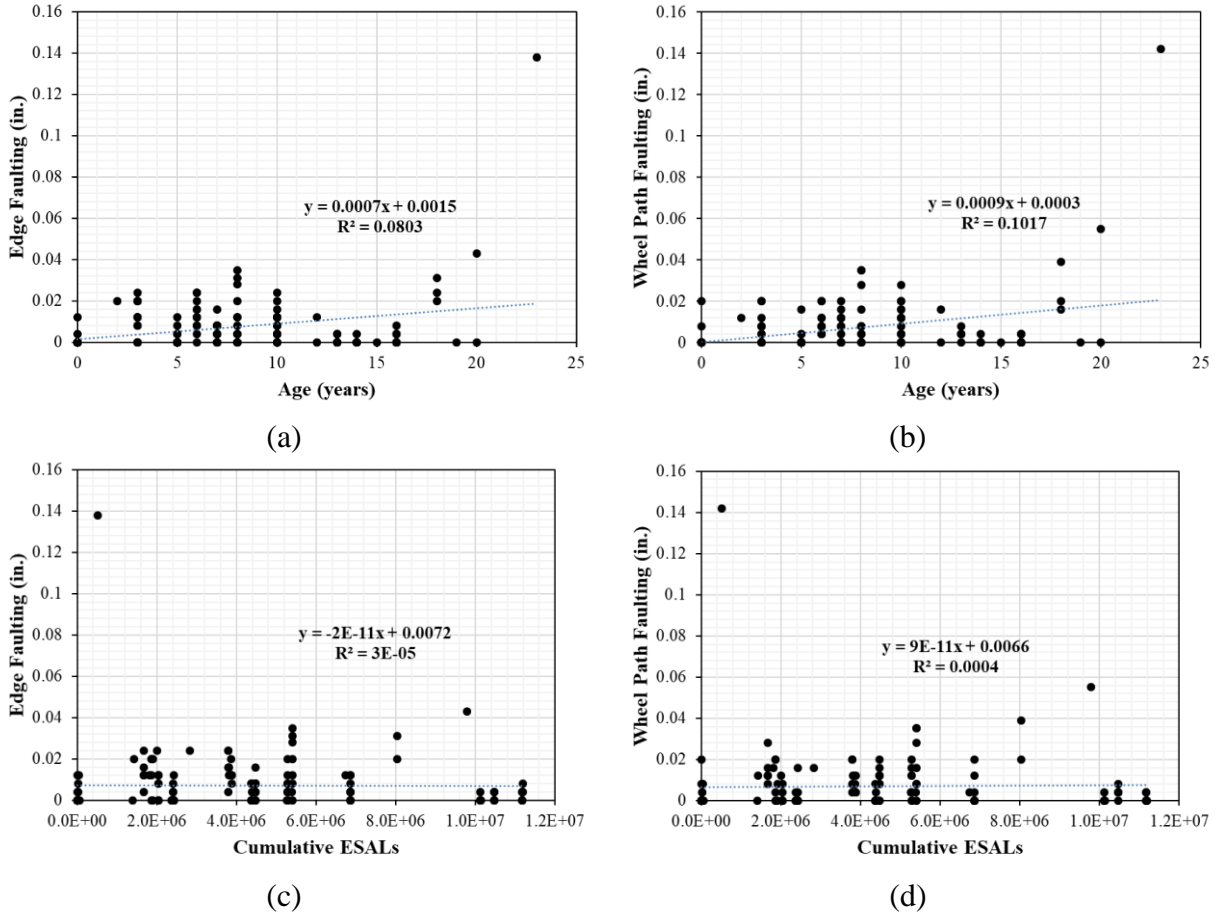 0.16
0.14
0.12
0.1
0.08
0.06
0.04
0.02
0
Edge Faulting (in.)
y = 0.0007x + 0.0015
R² = 0.0803
0 5 10 15 20 25
Age (years)
(a)
0.16
0.14
0.12
0.1
0.08
0.06
0.04
0.02
0
Wheel Path Faulting (in.)
y = 0.0009x + 0.0003
R² = 0.1017
0 5 10 15 20 25
Age (years)
(b)
0.16
0.14
0.12
0.1
0.08
0.06
0.04
0.02
0
Edge Faulting (in.)
y = -2E-11x + 0.0072
R² = 3E-05
0.0E+00 2.0E+06 4.0E+06 6.0E+06 8.0E+06 1.0E+07 1.2E+07
Cumulative ESALs
(c)
0.16
0.14
0.12
0.1
0.08
0.06
0.04
0.02
0
Wheel Path Faulting (in.)
y = 9E-11x + 0.0066
R² = 0.0004
0.0E+00 2.0E+06 4.0E+06 6.0E+06 8.0E+06 1.0E+07 1.2E+07
Cumulative ESALs
(d)